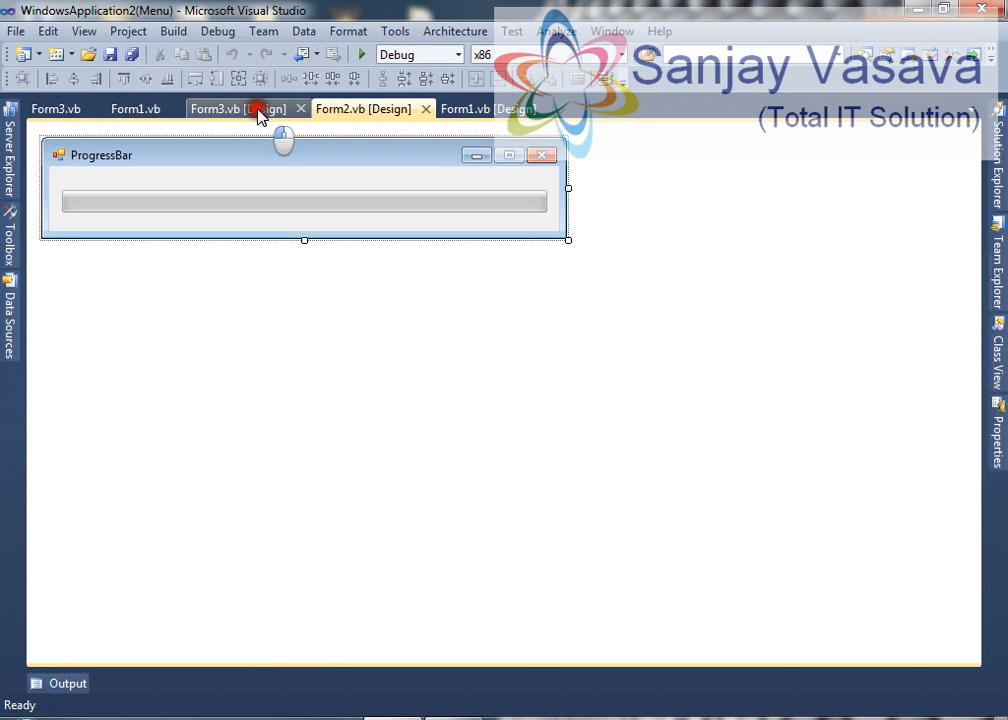 WindowsApplication2(Menu) - Microsoft Visual Studio
File Edit View Project Build Debug Team Data Format Tools Architecture Test Analyze Window Help
Debug x86
Sanjay Vasava
(Total IT Solution)
Form3.vb Form1.vb Form3.vb [Design] Form2.vb [Design] Form1.vb [Design]
ProgressBar
Server Explorer
Toolbox
Data Sources
Solution Explorer
Team Explorer
Class View
Properties
Output
Ready